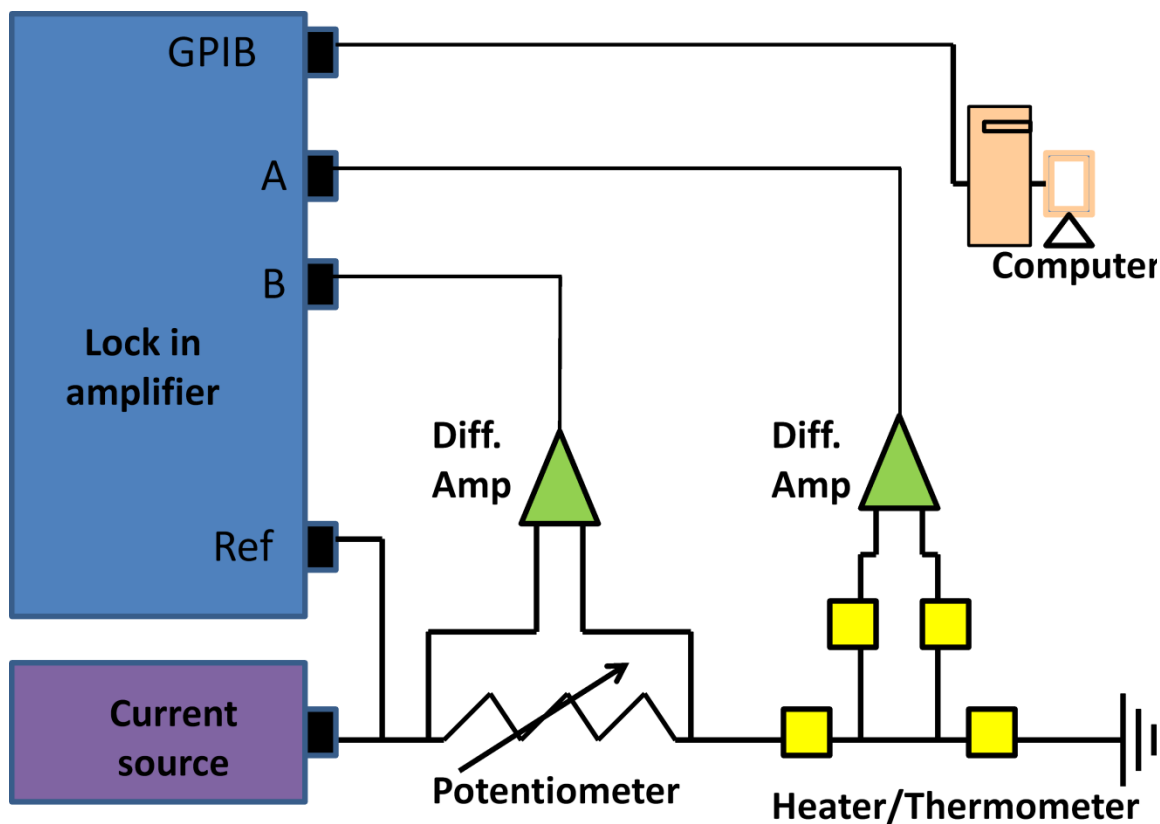 GPIB
A
B
Computer
Lock in
amplifier
Diff.
Amp
Diff.
Amp
Ref
Current
source
Potentiometer
Heater/Thermometer